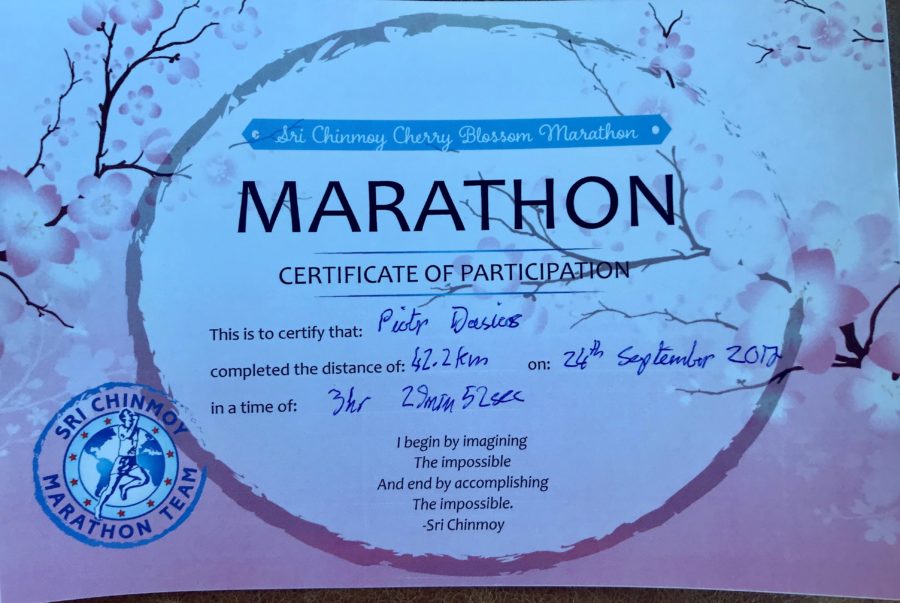 Sri Chinmoy Cherry Blossom Marathon
MARATHON
CERTIFICATE OF PARTICIPATION
This is to certify that: Piotr
completed the distance of: 42.2km on: 24th September 2017
in a time of: 3hr 29min 52sec
I begin by imagining
The impossible
And end by accomplishing
The impossible.
-Sri Chinmoy
SRI CHINMOY
MARATHON TEAM